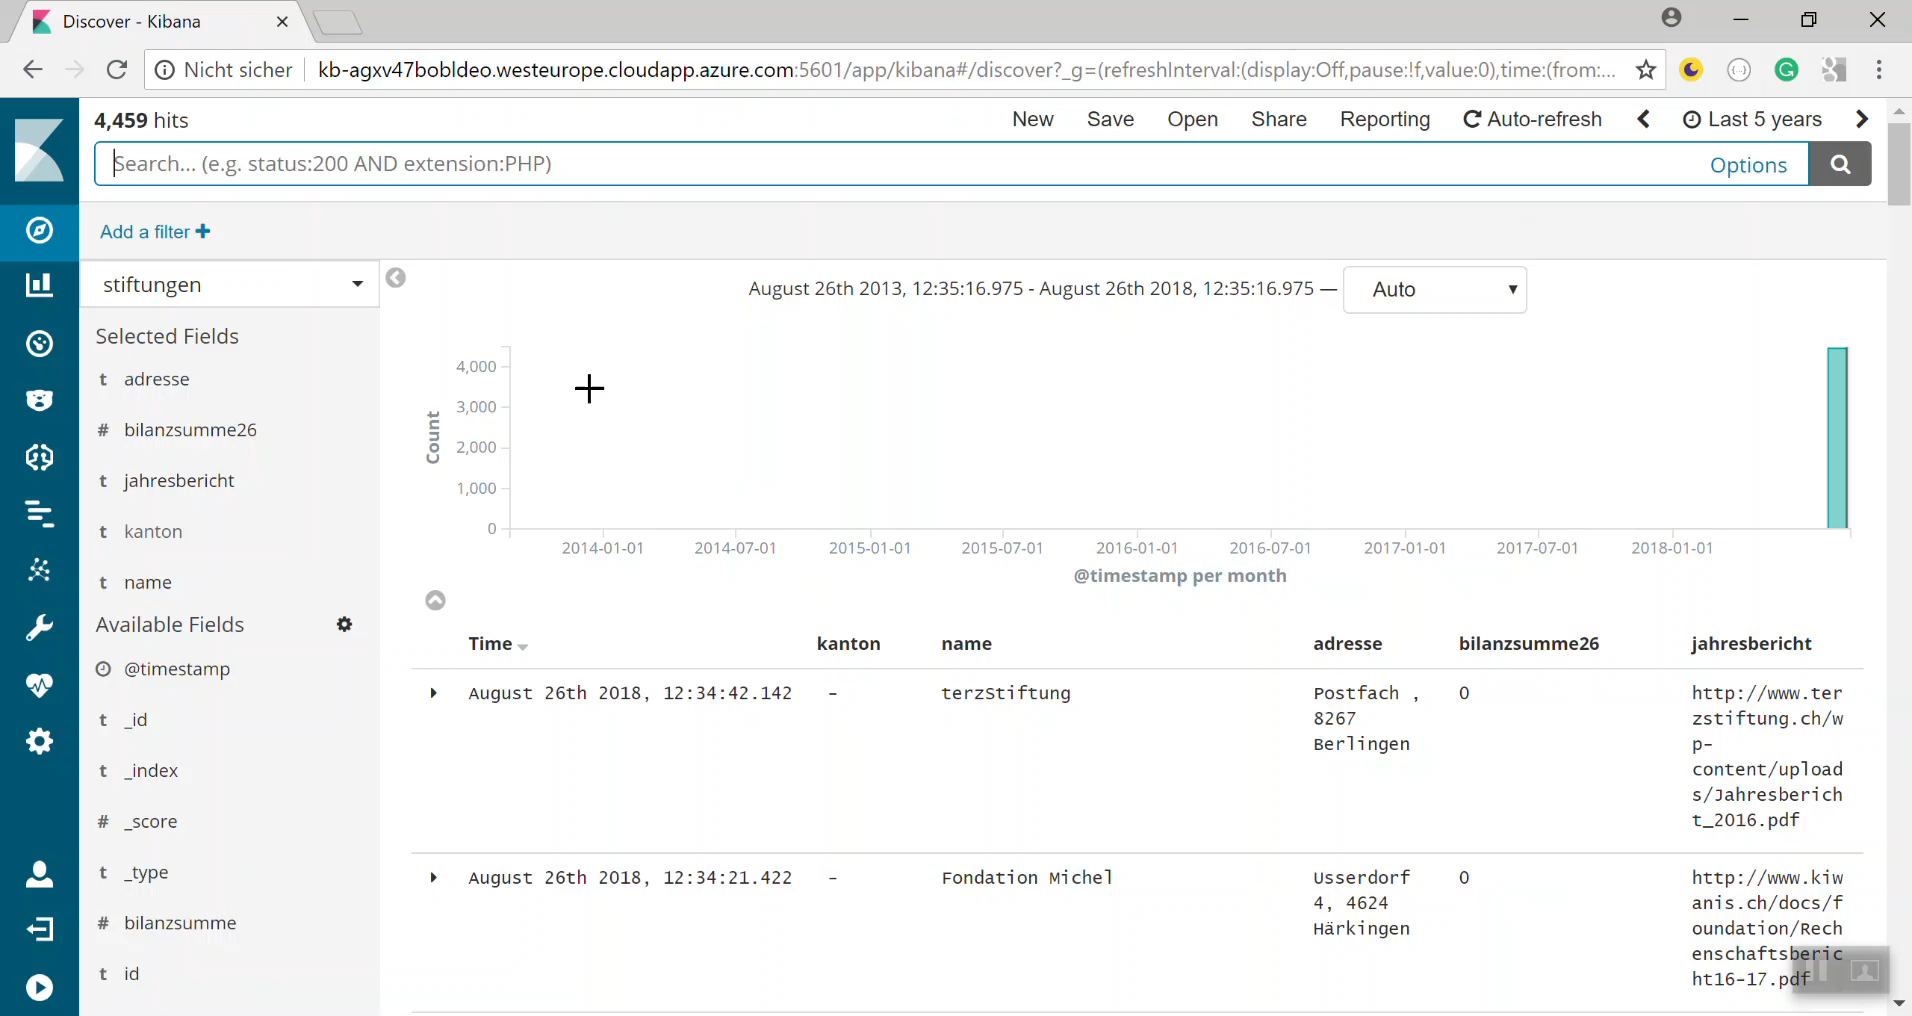 Discover - Kibana
Nicht sicher kb-agxv47bobldeo.westeurope.cloudapp.azure.com:5601/app/kibana#/discover?_g=(refreshInterval:(display:Off,pause:!f,value:0),time:(from:...
4,459 hits New Save Open Share Reporting Auto-refresh Last 5 years
Search... (e.g. status:200 AND extension:PHP) Options
Add a filter
stiftungen
August 26th 2013, 12:35:16.975 - August 26th 2018, 12:35:16.975 — Auto
Selected Fields
t adresse
# bilanzsumme26
t jahresbericht
t kanton
t name
Available Fields
@timestamp
t _id
t _index
# _score
t _type
# bilanzsumme
t id
Count
4,000
3,000
2,000
1,000
0
2014-01-01 2014-07-01 2015-01-01 2015-07-01 2016-01-01 2016-07-01 2017-01-01 2017-07-01 2018-01-01
@timestamp per month
Time kanton name adresse bilanzsumme26 jahresbericht
August 26th 2018, 12:34:42.142 - terzStiftung Postfach , 0 http://www.ter
8267 zstiftung.ch/w
Berlingen p-
content/upload
s/Jahresberich
t_2016.pdf
August 26th 2018, 12:34:21.422 - Fondation Michel Usserdorf 0 http://www.kiw
4, 4624 anis.ch/docs/f
Härkingen oundation/Rech
enschaftsberic
ht16-17.pdf